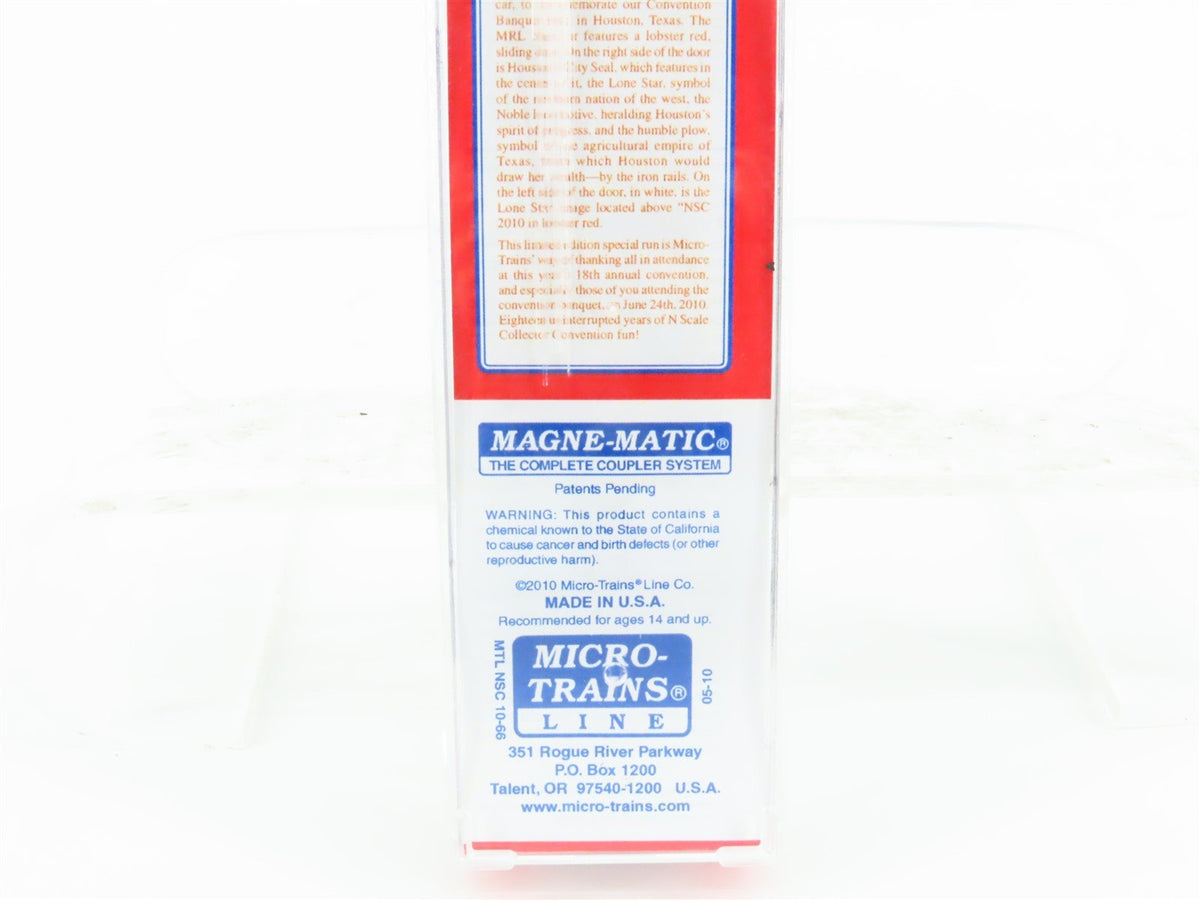 car, to commemorate our Convention
Banquet in Houston, Texas. The
MRL features a lobster red,
sliding On the right side of the door
is Houston City Seal, which features in
the center of it, the Lone Star, symbol
of the newborn nation of the west, the
Noble locomotive, heralding Houston's
spirit of progress, and the humble plow,
symbol of the agricultural empire of
Texas, from which Houston would
draw her wealth—by the iron rails. On
the left side of the door, in white, is the
Lone Star image located above "NSC
2010 in lobster red.
This limited edition special run is Micro-
Trains' way of thanking all in attendance
at this year's 18th annual convention,
and especially those of you attending the
convention banquet, on June 24th, 2010.
Eighteen uninterrupted years of N Scale
Collector Convention fun!
MAGNE-MATIC®
THE COMPLETE COUPLER SYSTEM
Patents Pending
WARNING: This product contains a
chemical known to the State of California
to cause cancer and birth defects (or other
reproductive harm).
©2010 Micro-Trains® Line Co.
MADE IN U.S.A.
Recommended for ages 14 and up.
MTL NSC 10-66
MICRO-
TRAINS®
LINE
05-10
351 Rogue River Parkway
P.O. Box 1200
Talent, OR 97540-1200 U.S.A.
www.micro-trains.com